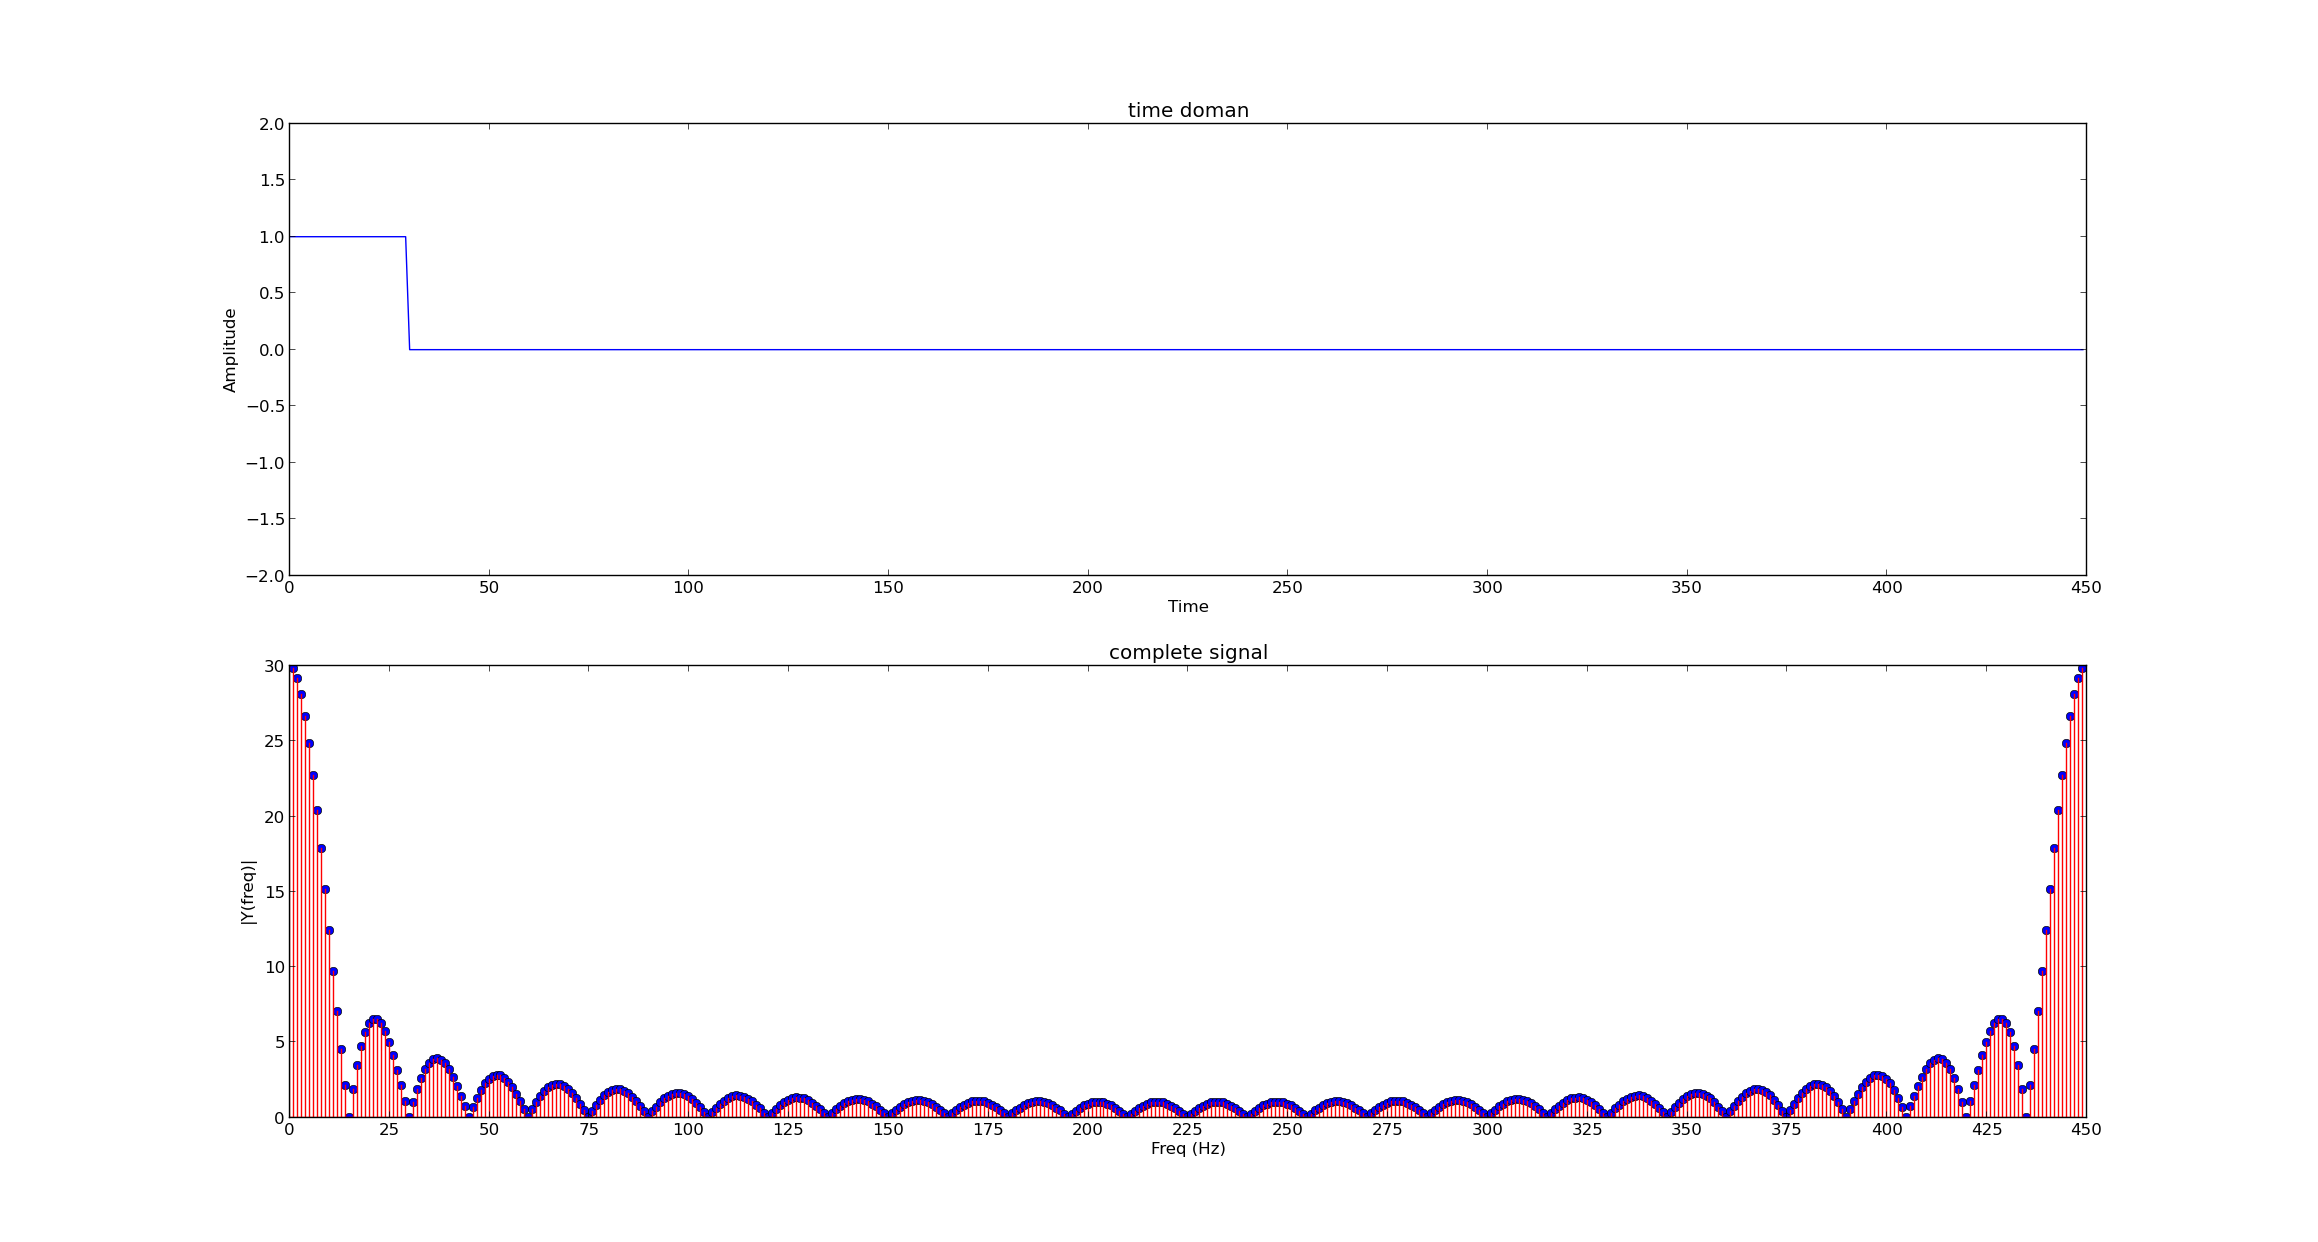 time doman
2.0
1.5
1.0
0.5
0.0
−0.5
−1.0
−1.5
−2.0
Amplitude
0 50 100 150 200 250 300 350 400 450
Time
complete signal
30
25
20
15
10
5
0
|Y(freq)|
0 25 50 75 100 125 150 175 200 225 250 275 300 325 350 375 400 425 450
Freq (Hz)